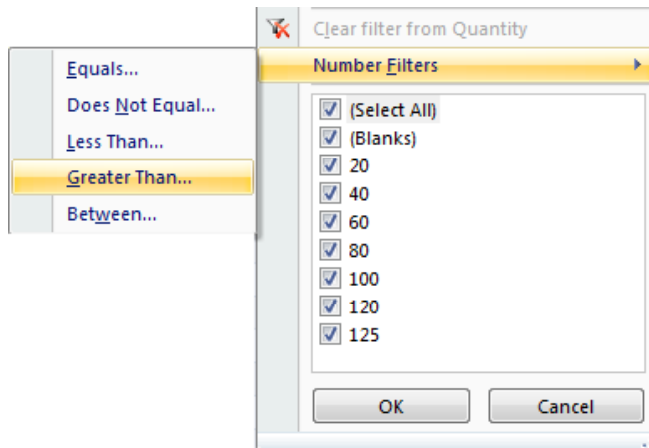 Clear filter from Quantity
Number Filters
Equals...
Does Not Equal...
Less Than...
Greater Than...
Between...
(Select All)
(Blanks)
20
40
60
80
100
120
125
OK
Cancel